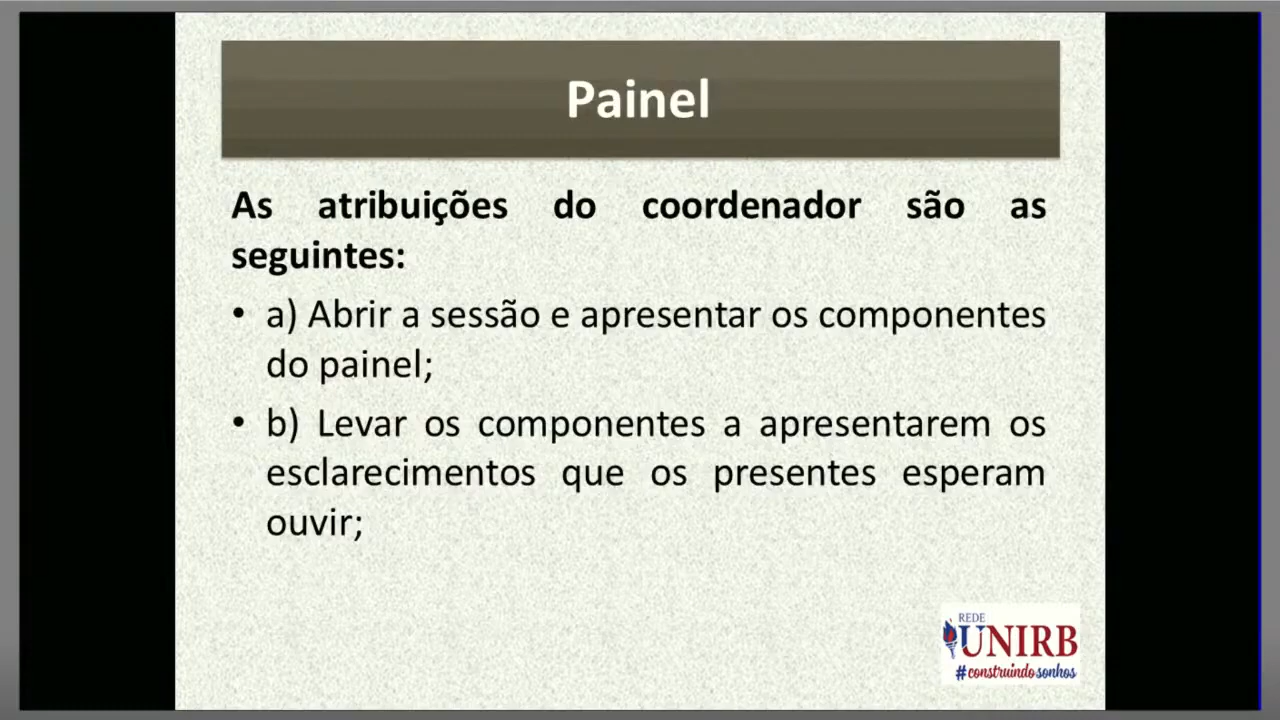 Painel
As atribuições do coordenador são as
seguintes:
• a) Abrir a sessão e apresentar os componentes
do painel;
• b) Levar os componentes a apresentarem os
esclarecimentos que os presentes esperam
ouvir;
REDE
UNIRB
#construindosonhos